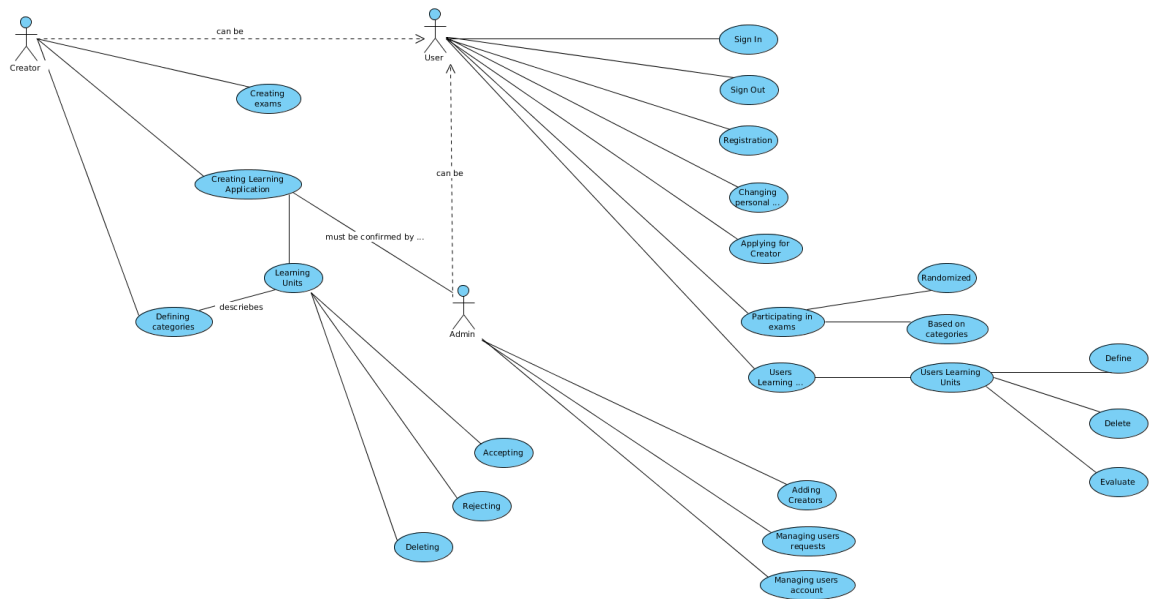 can be
Creator
User
Sign In
Creating
exams
Sign Out
Registration
can be
Creating Learning
Application
Changing
personal ...
must be confirmed by ...
Applying for
Creator
Learning
Units
Randomized
descriebes
Defining
categories
Admin
Participating in
exams
Based on
categories
Define
Users
Learning ...
Users Learning
Units
Delete
Accepting
Evaluate
Adding
Creators
Rejecting
Managing users
requests
Deleting
Managing users
account